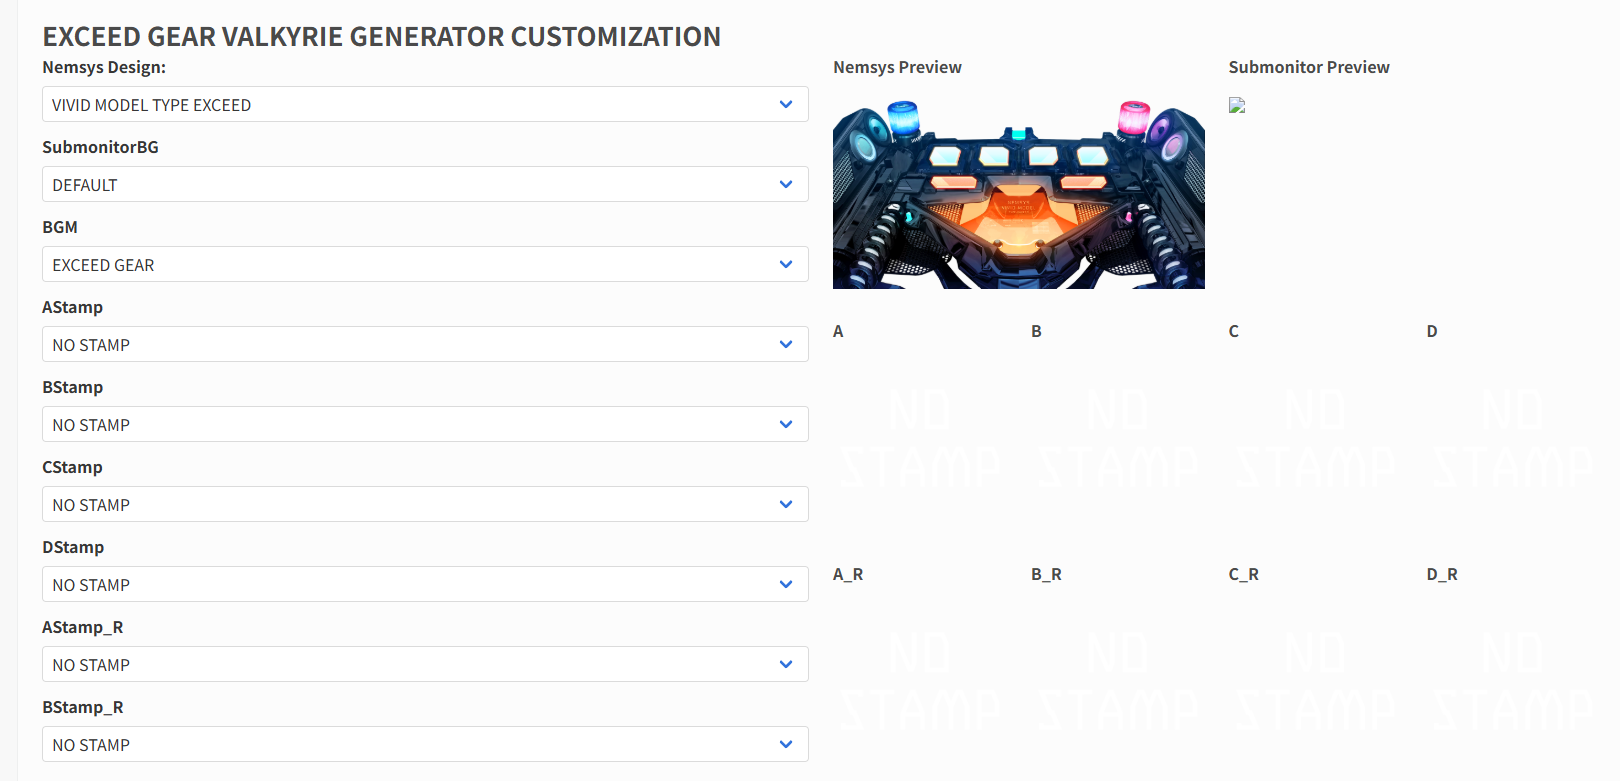 EXCEED GEAR VALKYRIE GENERATOR CUSTOMIZATION
Nemsys Design:
VIVID MODEL TYPE EXCEED
SubmonitorBG
DEFAULT
BGM
EXCEED GEAR
AStamp
NO STAMP
BStamp
NO STAMP
CStamp
NO STAMP
DStamp
NO STAMP
AStamp_R
NO STAMP
BStamp_R
NO STAMP
Nemsys Preview
Submonitor Preview
A B C D
NO NO NO NO
STAMP STAMP STAMP STAMP
A_R B_R C_R D_R
NO NO NO NO
STAMP STAMP STAMP STAMP